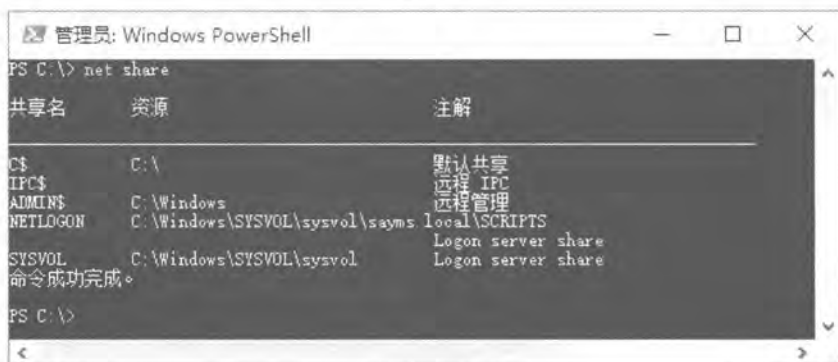 管理员: Windows PowerShell
PS C:\> net share
共享名 资源 注解
C$ C:\ 默认共享
IPC$ 远程 IPC
ADMIN$ C:\Windows 远程管理
NETLOGON C:\Windows\SYSVOL\sysvol\sayms.local\SCRIPTS
Logon server share
SYSVOL C:\Windows\SYSVOL\sysvol Logon server share
命令成功完成。
PS C:\>